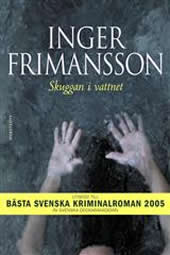 INGER
FRIMANSSON
Skuggan i vattnet
UTSEDD TILL
BÄSTA SVENSKA KRIMINALROMAN 2005
AV SVENSKA DECKARAKADEMIN